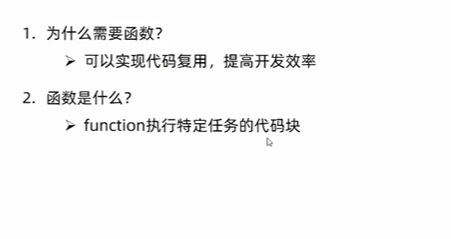 1. 为什么需要函数？
➢ 可以实现代码复用，提高开发效率
2. 函数是什么？
➢ function执行特定任务的代码块